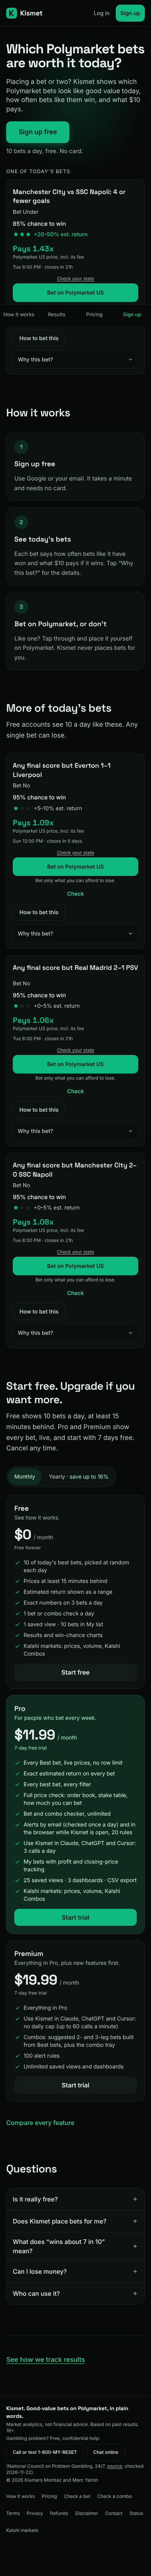 Kismet
Log in
Sign up
Which Polymarket bets
are worth it today?
Placing a bet or two? Kismet shows which
Polymarket US picks look like good value today,
how often bets like them win, and what $10
pays.
Sign up free
10 bets a day, free. No card.
ONE OF TODAY'S BETS
Manchester City vs SSC Napoli: 4 or
fewer goals
Bet Under
85% chance to win
★★★ +20–50% est. return
Pays 1.43x
Polymarket US price, incl. its fee
Tue 8:00 PM · closes in 21h
Check your state
Bet on Polymarket US
How it works
Results
Pricing
Sign up
How to bet this
Why this bet?
How it works
1
Sign up free
Use Google or your email. It takes a minute
and needs no card.
2
See today's bets
Each bet says how often bets like it have
won and what $10 pays if it wins. Tap "Why
this bet?" for the details.
3
Bet on Polymarket, or don't
Like one? Tap through and place it yourself
on Polymarket. Kismet never places bets for
you.
More of today's bets
Free accounts see 10 a day like these. Any
single bet can lose.
Any final score but Everton 1–1
Liverpool
Bet No
95% chance to win
★★★ +5–10% est. return
Pays 1.09x
Polymarket US price, incl. its fee
Sun 12:00 PM · closes in 5 days
Check your state
Bet on Polymarket US
Bet only what you can afford to lose.
Check
How to bet this
Why this bet?
Any final score but Real Madrid 2–1 PSV
Bet No
95% chance to win
★★★ +0–5% est. return
Pays 1.06x
Polymarket US price, incl. its fee
Tue 8:00 PM · closes in 21h
Check your state
Bet on Polymarket US
Bet only what you can afford to lose.
Check
How to bet this
Why this bet?
Any final score but Manchester City 2–
0 SSC Napoli
Bet No
95% chance to win
★★★ +0–5% est. return
Pays 1.08x
Polymarket US price, incl. its fee
Tue 8:00 PM · closes in 21h
Check your state
Bet on Polymarket US
Bet only what you can afford to lose.
Check
How to bet this
Why this bet?
Start free. Upgrade if you
want more.
Free shows 10 bets a day, at least 15
minutes old. Pro and Premium show
every bet, live, and start with 7 days free.
Cancel any time.
Monthly
Yearly · save up to 16%
Free
See how it works.
$0 / month
Free forever
10 of today's best bets, picked at random
each day
Prices at least 15 minutes behind
Estimated return shown as a range
Exact numbers on 3 bets a day
1 bet or combo check a day
1 saved view · 10 bets in My list
Results and win-chance charts
Kalshi markets: prices, volume, Kalshi
Combos
Start free
Pro
For people who bet every week.
$11.99 / month
7-day free trial
Every Best bet, live prices, no row limit
Exact estimated return on every bet
Every best bet, every filter
Full price check: order book, stake table,
how much you can bet
Bet and combo checker, unlimited
Alerts by email (checked once a day) and in
the browser while Kismet is open, 20 rules
Use Kismet in Claude, ChatGPT and Cursor:
3 calls a day
My bets with profit and closing-price
tracking
25 saved views · 3 dashboards · CSV export
Kalshi markets: prices, volume, Kalshi
Combos
Start trial
Premium
Everything in Pro, plus new features first.
$19.99 / month
7-day free trial
Everything in Pro
Use Kismet in Claude, ChatGPT and Cursor:
no daily cap (up to 60 calls a minute)
Combos: suggested 2- and 3-leg bets built
from Best bets, plus the combo tray
100 alert rules
Unlimited saved views and dashboards
Start trial
Compare every feature
Questions
Is it really free?
Does Kismet place bets for me?
What does "wins about 7 in 10"
mean?
Can I lose money?
Who can use it?
See how we track results
Kismet. Good-value bets on Polymarket, in plain
words.
Market analytics, not financial advice. Based on past results.
18+.
Gambling problem? Free, confidential help:
Call or text 1-800-MY-RESET
Chat online
(National Council on Problem Gambling, 24/7, source, checked
2026-11-22).
© 2026 Kiumars Momtaz and Marc Yamin
How it works
Pricing
Check a bet
Check a combo
Terms
Privacy
Refunds
Disclaimer
Contact
Status
Kalshi markets